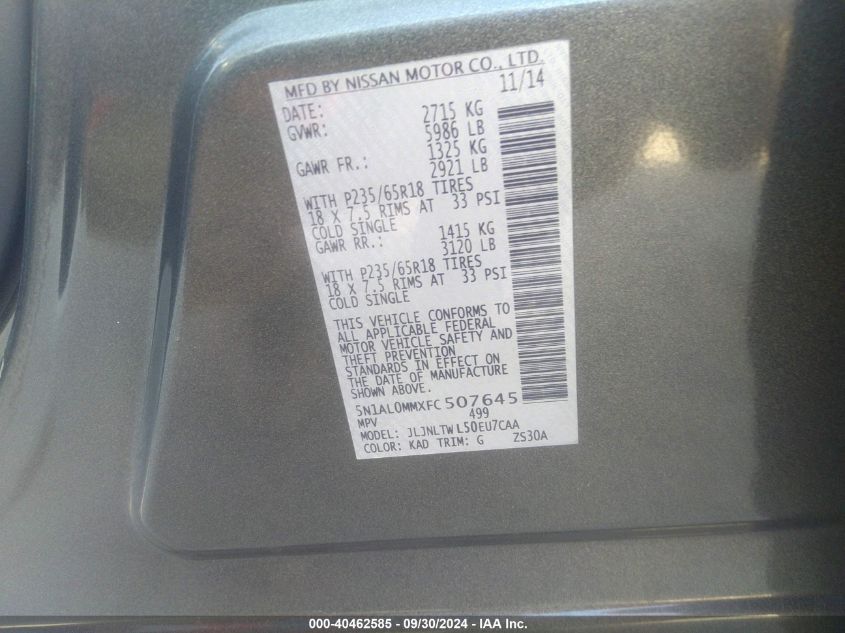 MFD BY NISSAN MOTOR CO., LTD.
DATE: 11/14
GVWR: 2715 KG
5986 LB
GAWR FR.: 1325 KG
2921 LB
WITH P235/65R18 TIRES
18 X 7.5 RIMS AT 33 PSI
COLD SINGLE
GAWR RR.: 1415 KG
3120 LB
WITH P235/65R18 TIRES
18 X 7.5 RIMS AT 33 PSI
COLD SINGLE
THIS VEHICLE CONFORMS TO
ALL APPLICABLE FEDERAL
MOTOR VEHICLE SAFETY AND
THEFT PREVENTION
STANDARDS IN EFFECT ON
THE DATE OF MANUFACTURE
SHOWN ABOVE.
5N1AL0MMXFC507645
MPV 499
MODEL: JLJNLTWL50EU7CAA
COLOR: KAD TRIM: G ZS30A
000-40462585 - 09/30/2024 - IAA Inc.